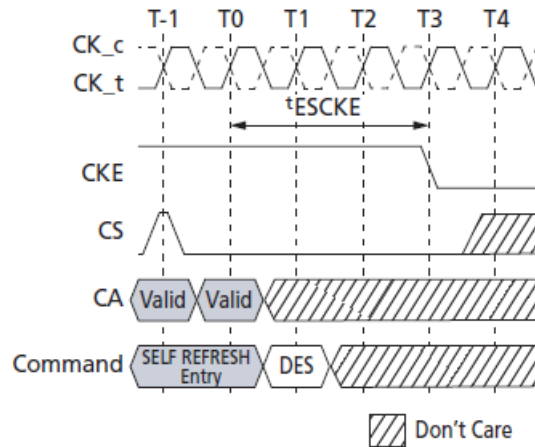 T-1 T0 T1 T2 T3 T4
CK_c
CK_t
tESCKE
CKE
CS
CA Valid Valid
Command SELF REFRESH
Entry DES
Don't Care